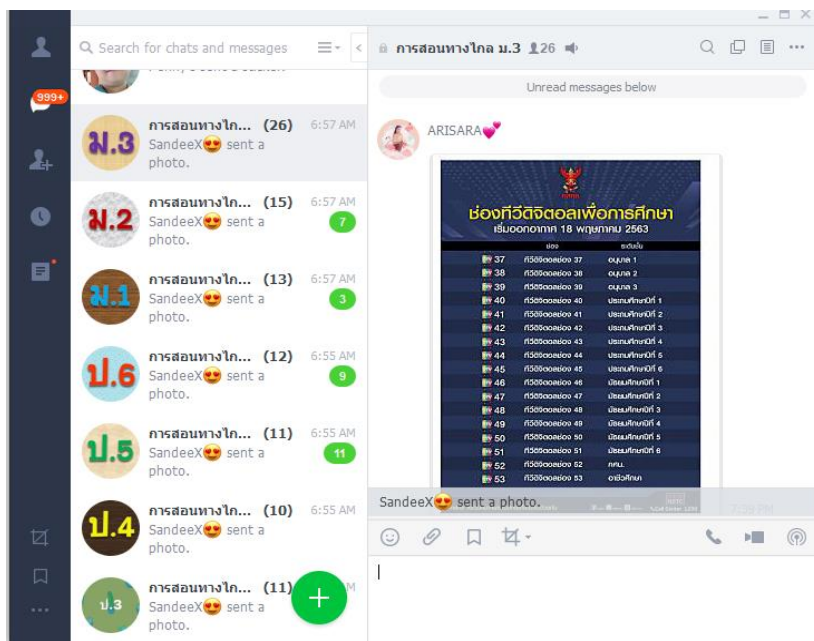 Search for chats and messages
999+
ม.3
การสอนทางไก... (26) 6:57 AM
SandeeX😍 sent a
photo.
ม.2
การสอนทางไก... (15) 6:57 AM
SandeeX😍 sent a 7
photo.
ม.1
การสอนทางไก... (13) 6:57 AM
SandeeX😍 sent a 3
photo.
ป.6
การสอนทางไก... (12) 6:55 AM
SandeeX😍 sent a 9
photo.
ป.5
การสอนทางไก... (11) 6:55 AM
SandeeX😍 sent a 11
photo.
ป.4
การสอนทางไก... (10) 6:55 AM
SandeeX😍 sent a
photo.
ป.3
การสอนทางไก... (11)
SandeeX😍 sent a
photo.
การสอนทางไกล ม.3 26
Unread messages below
ARISARA💕
ช่องทีวีดิจิตอลเพื่อการศึกษา
เริ่มออกอากาศ 18 พฤษภาคม 2563
ช่อง ระดับชั้น
37 ทีวีดิจิตอลช่อง 37 อนุบาล 1
38 ทีวีดิจิตอลช่อง 38 อนุบาล 2
39 ทีวีดิจิตอลช่อง 39 อนุบาล 3
40 ทีวีดิจิตอลช่อง 40 ประถมศึกษาปีที่ 1
41 ทีวีดิจิตอลช่อง 41 ประถมศึกษาปีที่ 2
42 ทีวีดิจิตอลช่อง 42 ประถมศึกษาปีที่ 3
43 ทีวีดิจิตอลช่อง 43 ประถมศึกษาปีที่ 4
44 ทีวีดิจิตอลช่อง 44 ประถมศึกษาปีที่ 5
45 ทีวีดิจิตอลช่อง 45 ประถมศึกษาปีที่ 6
46 ทีวีดิจิตอลช่อง 46 มัธยมศึกษาปีที่ 1
47 ทีวีดิจิตอลช่อง 47 มัธยมศึกษาปีที่ 2
48 ทีวีดิจิตอลช่อง 48 มัธยมศึกษาปีที่ 3
49 ทีวีดิจิตอลช่อง 49 มัธยมศึกษาปีที่ 4
50 ทีวีดิจิตอลช่อง 50 มัธยมศึกษาปีที่ 5
51 ทีวีดิจิตอลช่อง 51 มัธยมศึกษาปีที่ 6
52 ทีวีดิจิตอลช่อง 52 กศน.
53 ทีวีดิจิตอลช่อง 53 อาชีวศึกษา
SandeeX😍 sent a photo.